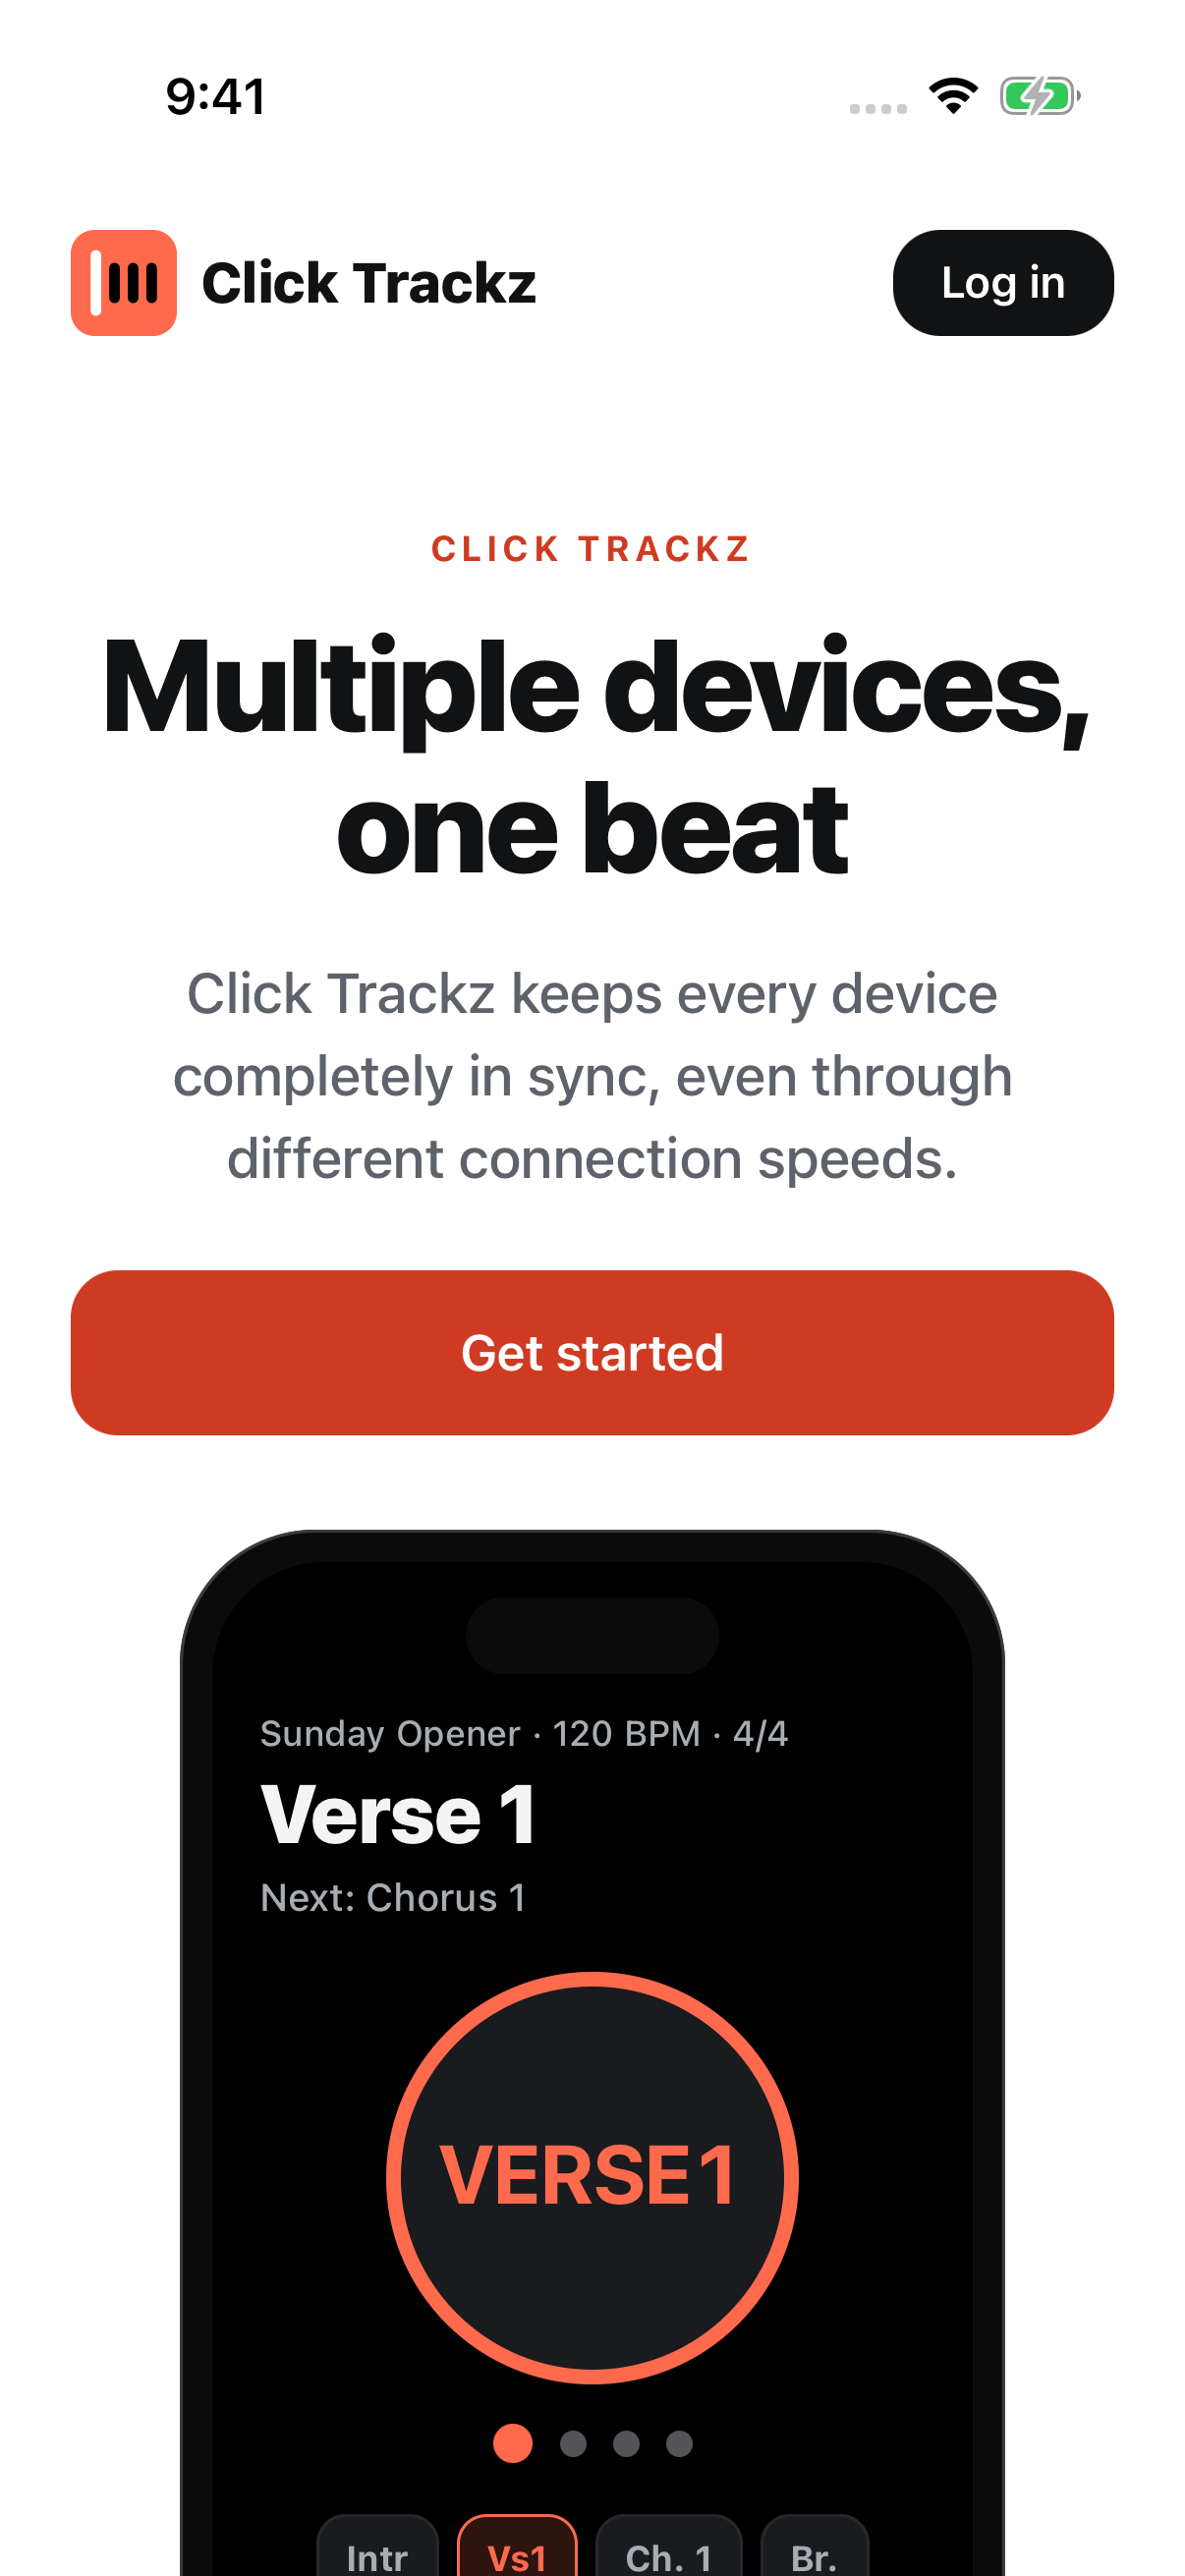 9:41
Click Trackz
Log in
CLICK TRACKZ
Multiple devices,
one beat
Click Trackz keeps every device
completely in sync, even through
different connection speeds.
Get started
Sunday Opener · 120 BPM · 4/4
Verse 1
Next: Chorus 1
VERSE 1
Intr
Vs1
Ch. 1
Br.